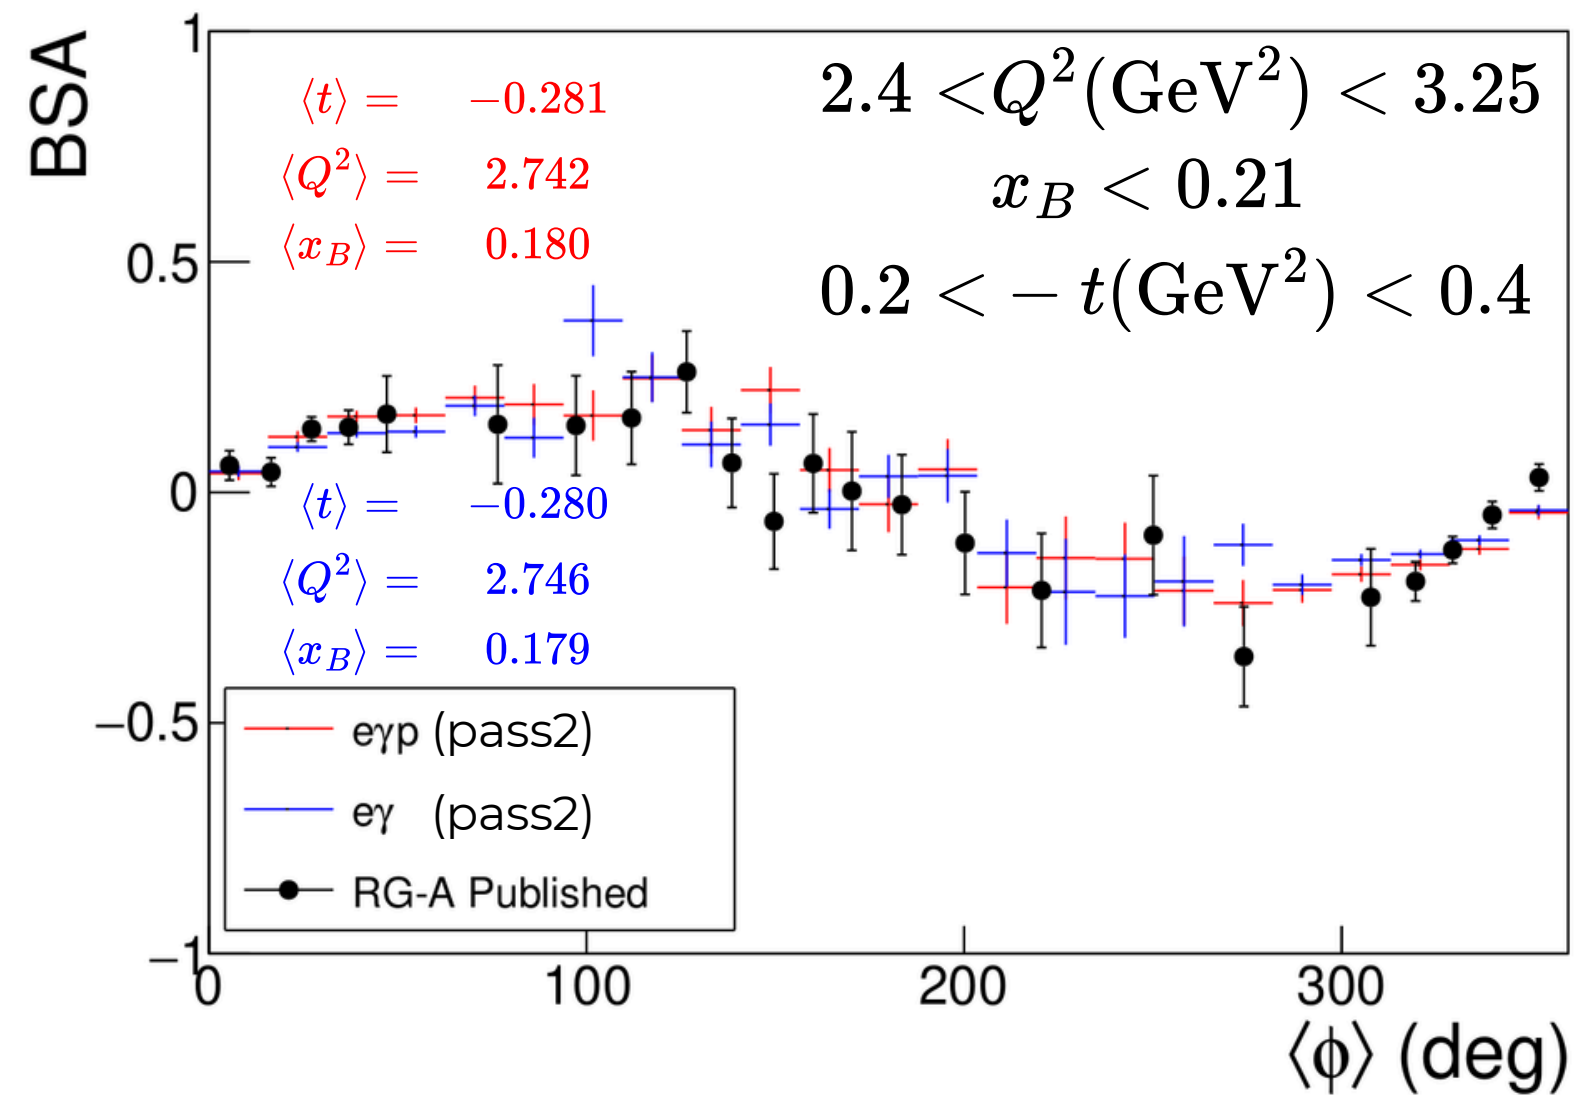 BSA
1
0.5
0
−0.5
−1
⟨t⟩ = −0.281
⟨Q²⟩ = 2.742
⟨x_B⟩ = 0.180
2.4 <Q²(GeV²) < 3.25
x_B < 0.21
0.2 < − t(GeV²) < 0.4
⟨t⟩ = −0.280
⟨Q²⟩ = 2.746
⟨x_B⟩ = 0.179
eγp (pass2)
eγ (pass2)
RG-A Published
0 100 200 300
⟨ϕ⟩ (deg)